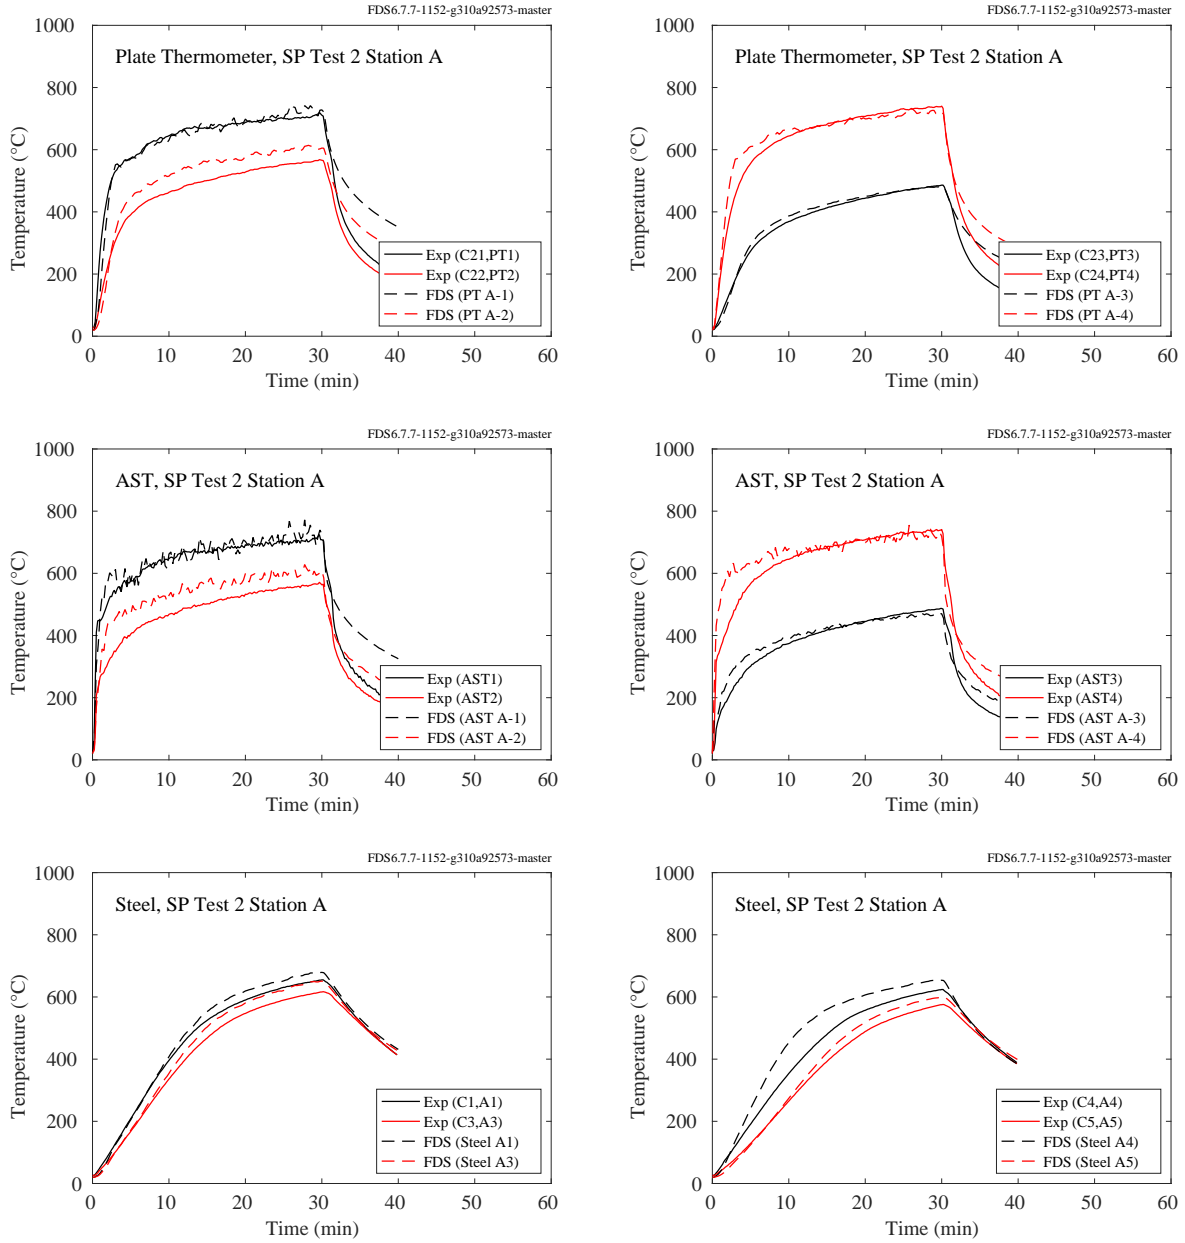 FDS6.7.7-1152-g310a92573-master
Plate Thermometer, SP Test 2 Station A
Temperature (°C)
1000
800
600
400
200
0
Exp (C21,PT1)
Exp (C22,PT2)
FDS (PT A-1)
FDS (PT A-2)
0 10 20 30 40 50 60
Time (min)
FDS6.7.7-1152-g310a92573-master
Plate Thermometer, SP Test 2 Station A
Temperature (°C)
1000
800
600
400
200
0
Exp (C23,PT3)
Exp (C24,PT4)
FDS (PT A-3)
FDS (PT A-4)
0 10 20 30 40 50 60
Time (min)
FDS6.7.7-1152-g310a92573-master
AST, SP Test 2 Station A
Temperature (°C)
1000
800
600
400
200
0
Exp (AST1)
Exp (AST2)
FDS (AST A-1)
FDS (AST A-2)
0 10 20 30 40 50 60
Time (min)
FDS6.7.7-1152-g310a92573-master
AST, SP Test 2 Station A
Temperature (°C)
1000
800
600
400
200
0
Exp (AST3)
Exp (AST4)
FDS (AST A-3)
FDS (AST A-4)
0 10 20 30 40 50 60
Time (min)
FDS6.7.7-1152-g310a92573-master
Steel, SP Test 2 Station A
Temperature (°C)
1000
800
600
400
200
0
Exp (C1,A1)
Exp (C3,A3)
FDS (Steel A1)
FDS (Steel A3)
0 10 20 30 40 50 60
Time (min)
FDS6.7.7-1152-g310a92573-master
Steel, SP Test 2 Station A
Temperature (°C)
1000
800
600
400
200
0
Exp (C4,A4)
Exp (C5,A5)
FDS (Steel A4)
FDS (Steel A5)
0 10 20 30 40 50 60
Time (min)